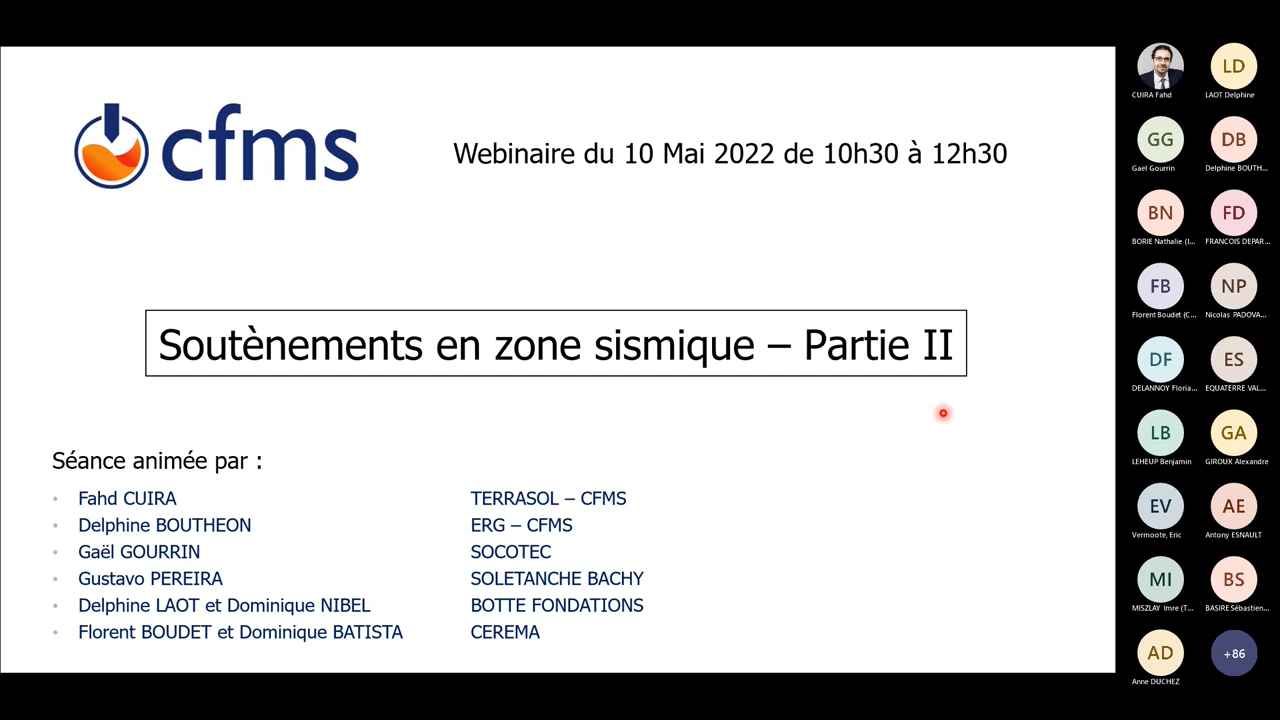 cfms
Webinaire du 10 Mai 2022 de 10h30 à 12h30
Soutènements en zone sismique – Partie II
Séance animée par :
• Fahd CUIRA TERRASOL – CFMS
• Delphine BOUTHEON ERG – CFMS
• Gaël GOURRIN SOCOTEC
• Gustavo PEREIRA SOLETANCHE BACHY
• Delphine LAOT et Dominique NIBEL BOTTE FONDATIONS
• Florent BOUDET et Dominique BATISTA CEREMA
LD
CUIRA Fahd LAOT Delphine
GG DB
Gael Gourrin Delphine BOUTH...
BN FD
BORIE Nathalie (I... FRANCOIS DEPAR...
FB NP
Florent Boudet (C... Nicolas PADOVA...
DF ES
DELANNOY Floria... EQUATERRE VAL...
LB GA
LEHEUP Benjamin GIROUX Alexandre
EV AE
Vermoote, Eric Antony ESNAULT
MI BS
MISZLAY Imre (T... BASIRE Sébastien...
AD +86
Anne DUCHEZ